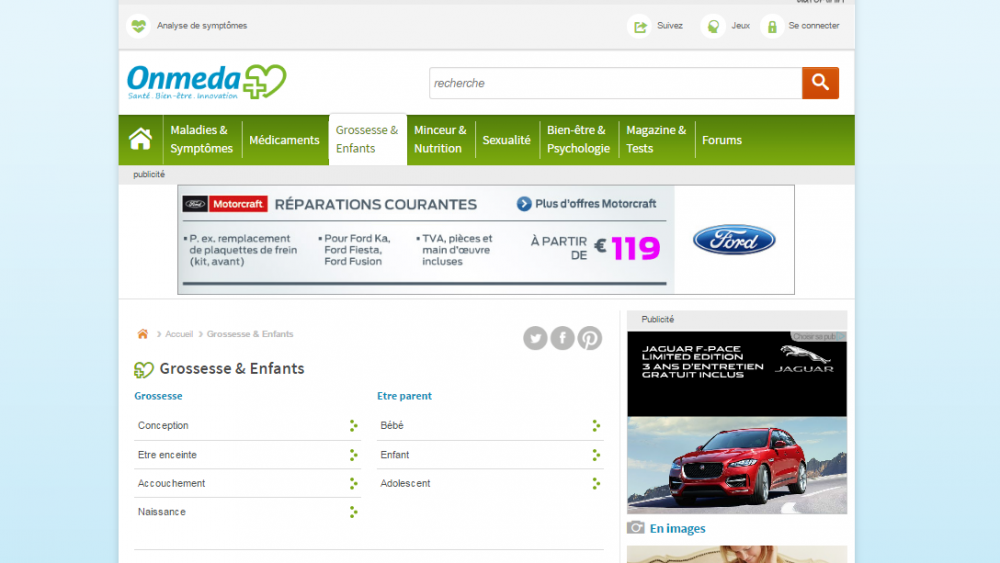 Analyse de symptômes
Suivez
Jeux
Se connecter
Onmeda
Santé . Bien-être . Innovation
recherche
Maladies &
Symptômes
Médicaments
Grossesse &
Enfants
Minceur &
Nutrition
Sexualité
Bien-être &
Psychologie
Magazine &
Tests
Forums
publicité
Ford
Motorcraft
RÉPARATIONS COURANTES
Plus d'offres Motorcraft
P. ex. remplacement
de plaquettes de frein
(kit, avant)
Pour Ford Ka,
Ford Fiesta,
Ford Fusion
TVA, pièces et
main d'œuvre
incluses
À PARTIR
DE
€ 119
Ford
Accueil
Grossesse & Enfants
Publicité
Grossesse & Enfants
Grossesse
Conception
Etre enceinte
Accouchement
Naissance
Etre parent
Bébé
Enfant
Adolescent
JAGUAR F-PACE
LIMITED EDITION
3 ANS D'ENTRETIEN
GRATUIT INCLUS
JAGUAR
En images